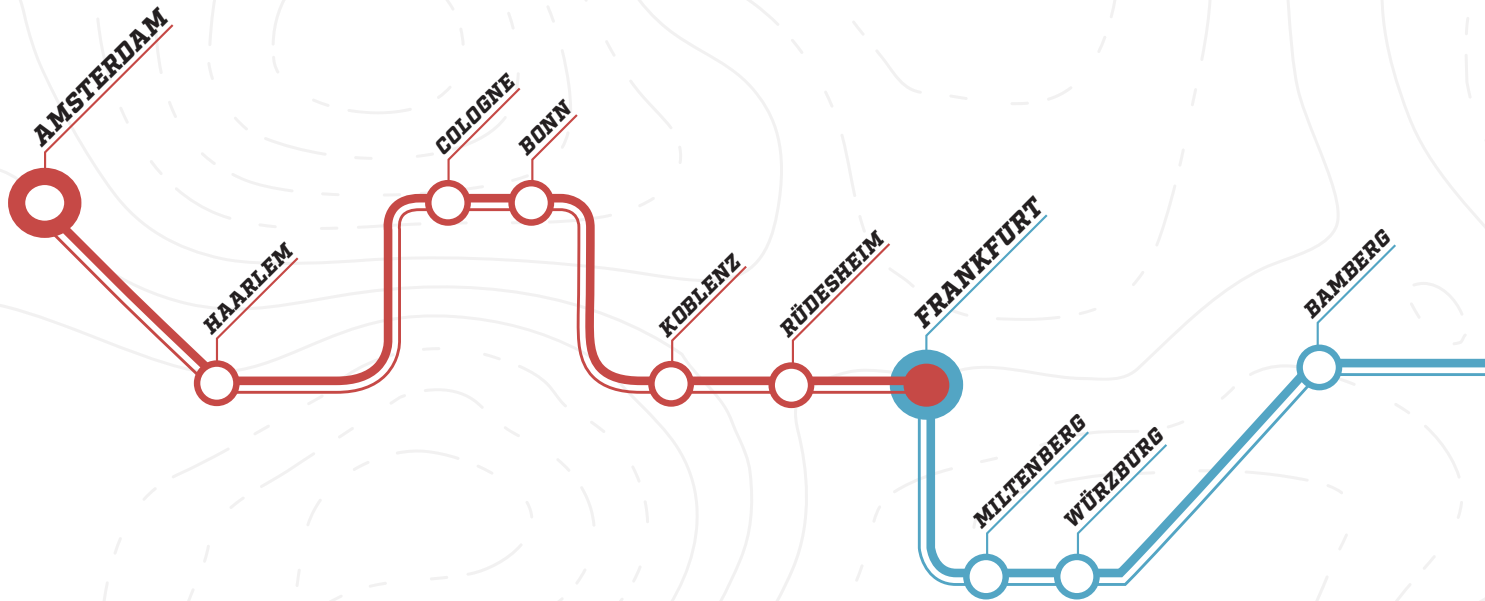 AMSTERDAM
HAARLEM
COLOGNE
BONN
KOBLENZ
RÜDESHEIM
FRANKFURT
MILTENBERG
WÜRZBURG
BAMBERG